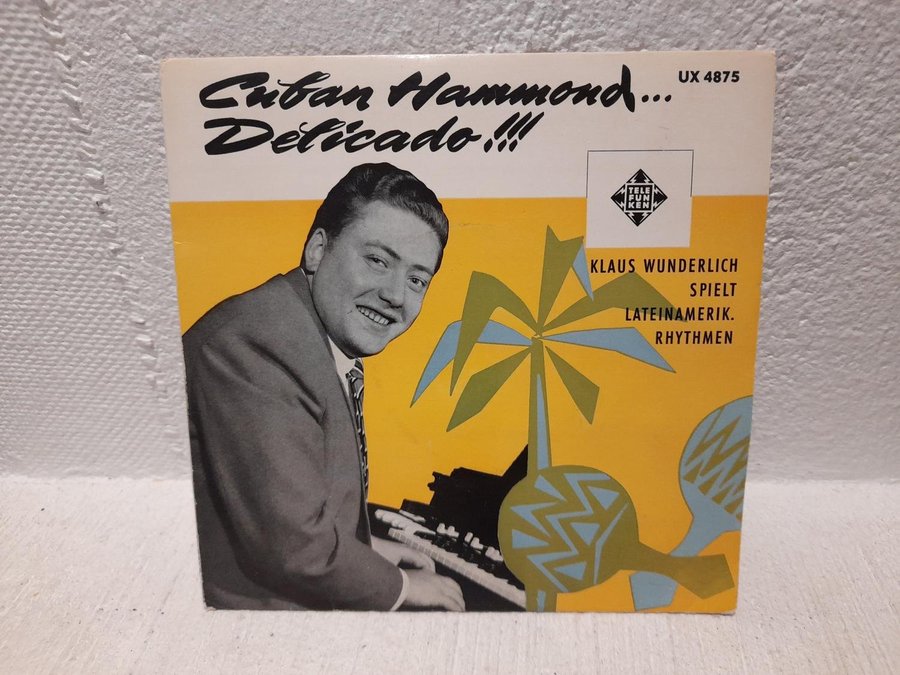 Cuban Hammond...
Delicado!!!
UX 4875
TELE
FUN
KEN
KLAUS WUNDERLICH
SPIELT
LATEINAMERIK.
RHYTHMEN